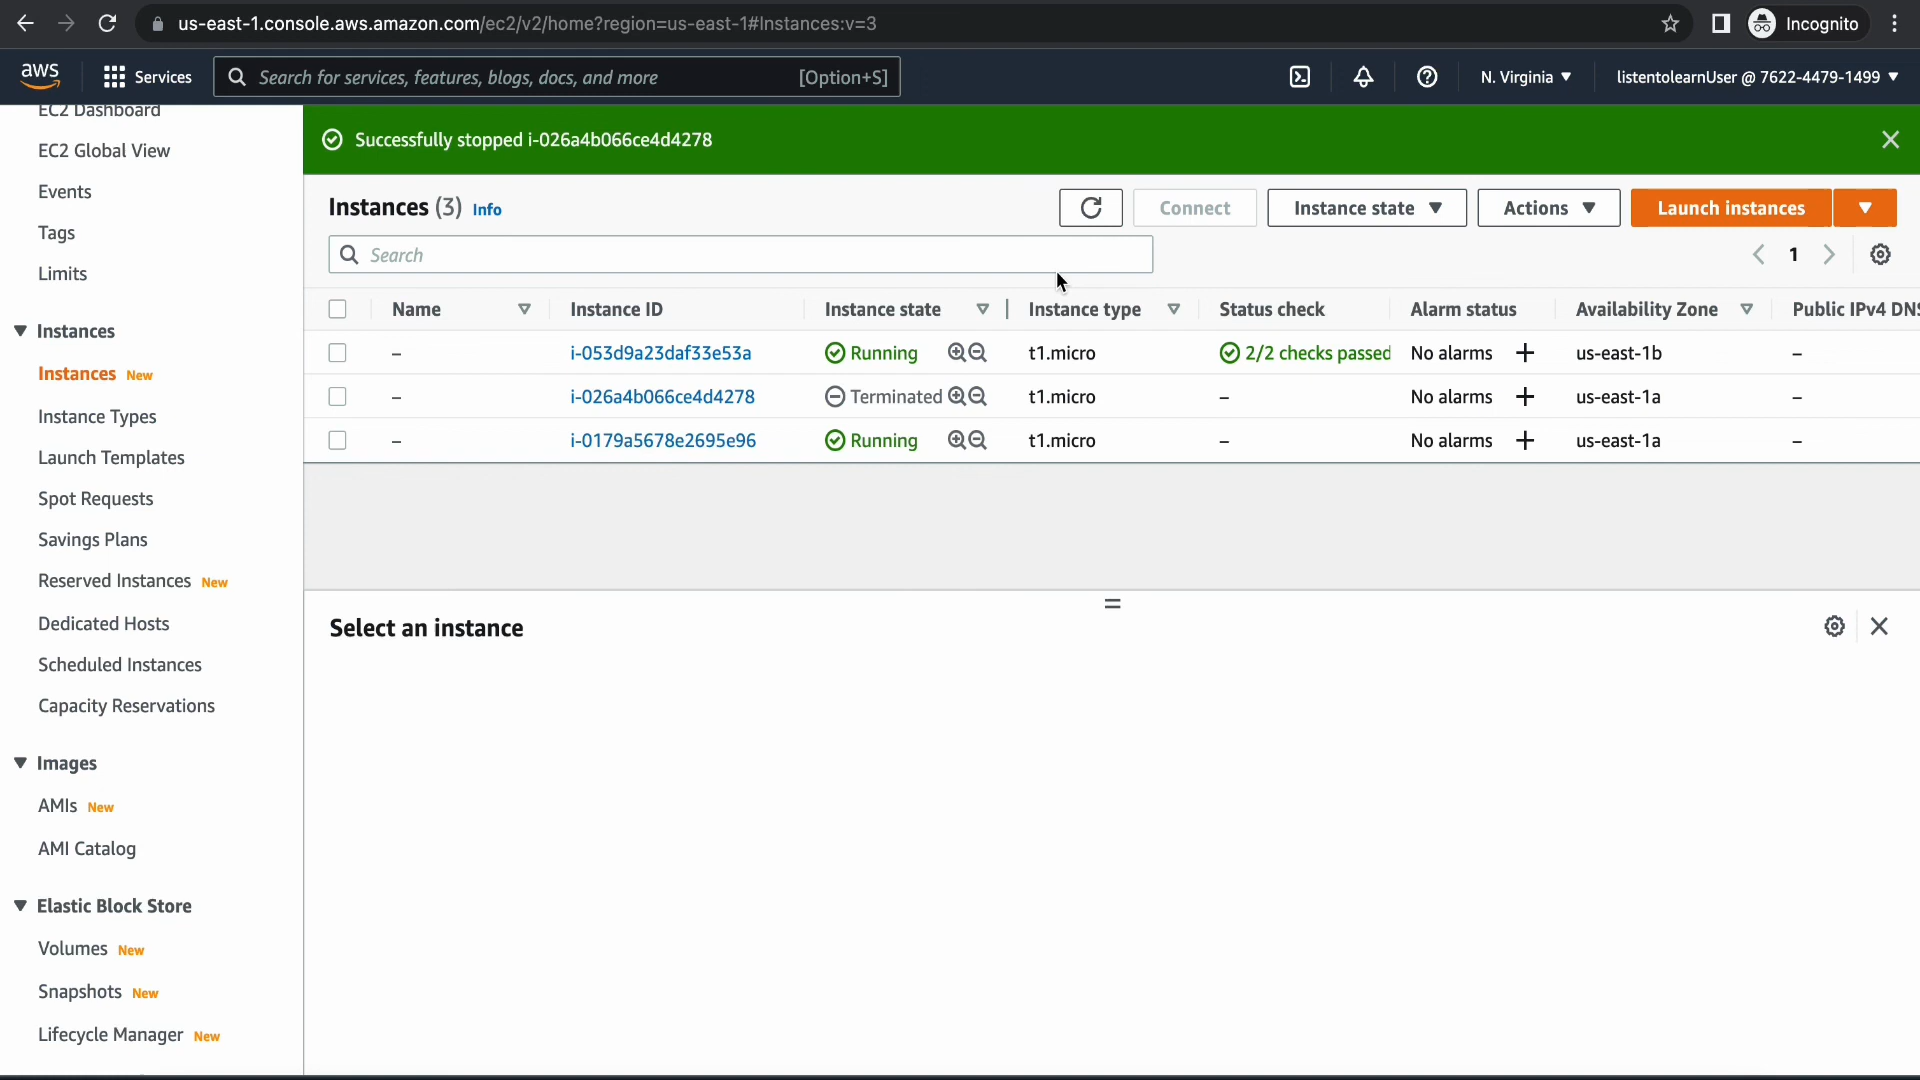 us-east-1.console.aws.amazon.com/ec2/v2/home?region=us-east-1#Instances:v=3
Incognito
aws
Services
Search for services, features, blogs, docs, and more
[Option+S]
N. Virginia
listentolearnUser @ 7622-4479-1499
EC2 Dashboard
EC2 Global View
Events
Tags
Limits
Instances
Instances New
Instance Types
Launch Templates
Spot Requests
Savings Plans
Reserved Instances New
Dedicated Hosts
Scheduled Instances
Capacity Reservations
Images
AMIs New
AMI Catalog
Elastic Block Store
Volumes New
Snapshots New
Lifecycle Manager New
Successfully stopped i-026a4b066ce4d4278
Instances (3) Info
Connect
Instance state
Actions
Launch instances
Search
1
Name Instance ID Instance state Instance type Status check Alarm status Availability Zone Public IPv4 DNS
– i-053d9a23daf33e53a Running t1.micro 2/2 checks passed No alarms + us-east-1b –
– i-026a4b066ce4d4278 Terminated t1.micro – No alarms + us-east-1a –
– i-0179a5678e2695e96 Running t1.micro – No alarms + us-east-1a –
Select an instance